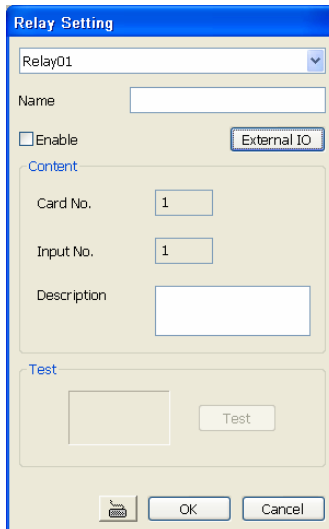 Relay Setting
Relay01
Name
Enable
External IO
Content
Card No. 1
Input No. 1
Description
Test
Test
OK Cancel